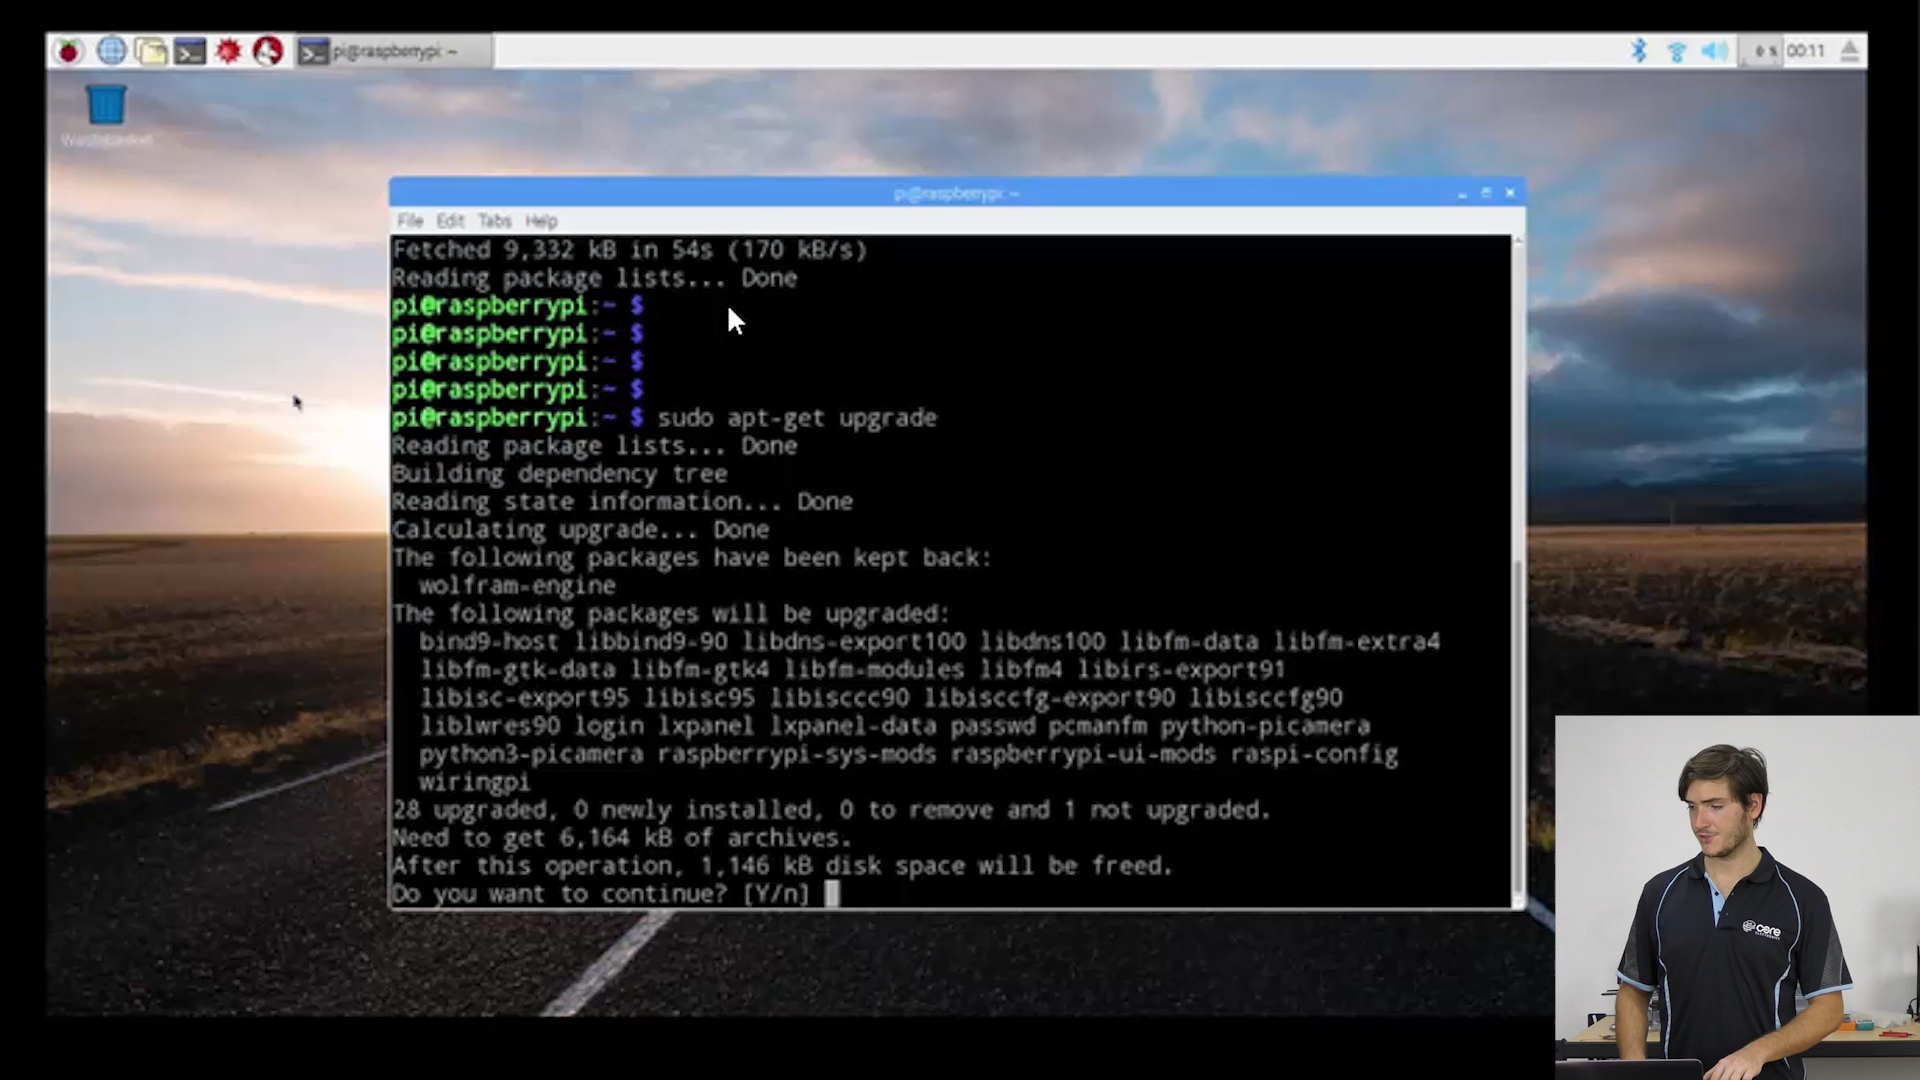 pi@raspberrypi: ~
0 %
00:11
Wastebasket
pi@raspberrypi: ~
File Edit Tabs Help
Fetched 9,332 kB in 54s (170 kB/s)
Reading package lists... Done
pi@raspberrypi:~ $
pi@raspberrypi:~ $
pi@raspberrypi:~ $
pi@raspberrypi:~ $
pi@raspberrypi:~ $ sudo apt-get upgrade
Reading package lists... Done
Building dependency tree
Reading state information... Done
Calculating upgrade... Done
The following packages have been kept back:
wolfram-engine
The following packages will be upgraded:
bind9-host libbind9-90 libdns-export100 libdns100 libfm-data libfm-extra4
libfm-gtk-data libfm-gtk4 libfm-modules libfm4 libirs-export91
libisc-export95 libisc95 libisccc90 libisccfg-export90 libisccfg90
liblwres90 login lxpanel lxpanel-data passwd pcmanfm python-picamera
python3-picamera raspberrypi-sys-mods raspberrypi-ui-mods raspi-config
wiringpi
28 upgraded, 0 newly installed, 0 to remove and 1 not upgraded.
Need to get 6,164 kB of archives.
After this operation, 1,146 kB disk space will be freed.
Do you want to continue? [Y/n]
core
ELECTRONICS